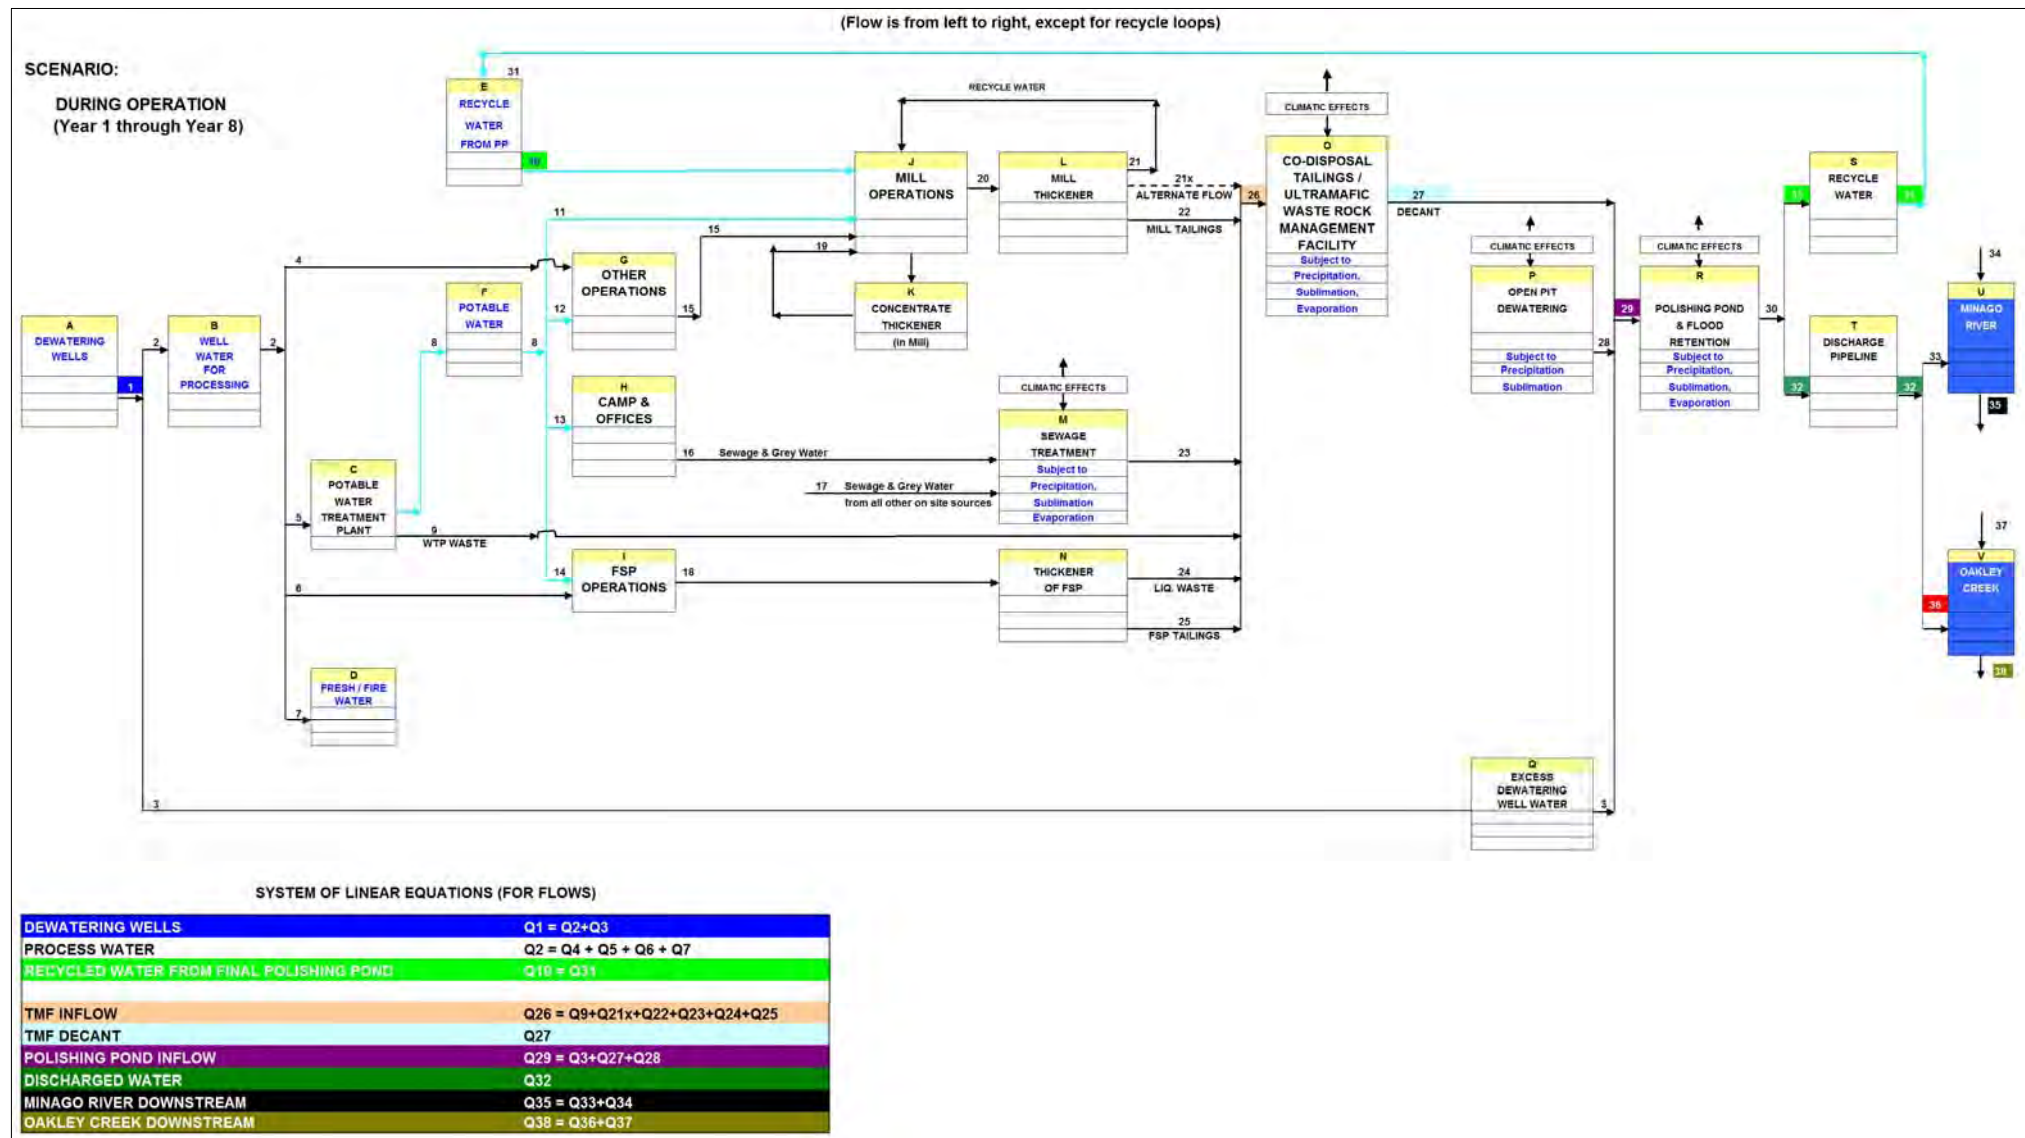 (Flow is from left to right, except for recycle loops)
SCENARIO:
DURING OPERATION
(Year 1 through Year 8)
31
E
RECYCLE
WATER
FROM PP
10
RECYCLE WATER
CLIMATIC EFFECTS
J
MILL
OPERATIONS
20
L
MILL
THICKENER
21
21x
ALTERNATE FLOW
22
MILL TAILINGS
26
O
CO-DISPOSAL
TAILINGS /
ULTRAMAFIC
WASTE ROCK
MANAGEMENT
FACILITY
Subject to
Precipitation,
Sublimation,
Evaporation
27
DECANT
S
RECYCLE
WATER
31
31
11
15
19
4
G
OTHER
OPERATIONS
12
15
K
CONCENTRATE
THICKENER
(in Mill)
F
POTABLE
WATER
8
8
A
DEWATERING
WELLS
1
2
B
WELL
WATER
FOR
PROCESSING
2
CLIMATIC EFFECTS
P
OPEN PIT
DEWATERING
Subject to
Precipitation
Sublimation
28
29
CLIMATIC EFFECTS
R
POLISHING POND
& FLOOD
RETENTION
Subject to
Precipitation,
Sublimation,
Evaporation
30
T
DISCHARGE
PIPELINE
32
32
33
34
U
MINAGO
RIVER
35
H
CAMP &
OFFICES
13
16
Sewage & Grey Water
17
Sewage & Grey Water
from all other on site sources
CLIMATIC EFFECTS
M
SEWAGE
TREATMENT
Subject to
Precipitation,
Sublimation
Evaporation
23
C
POTABLE
WATER
TREATMENT
PLANT
5
9
WTP WASTE
I
FSP
OPERATIONS
14
18
6
N
THICKENER
OF FSP
24
LIQ. WASTE
25
FSP TAILINGS
37
V
OAKLEY
CREEK
36
38
D
FRESH / FIRE
WATER
7
3
Q
EXCESS
DEWATERING
WELL WATER
3
SYSTEM OF LINEAR EQUATIONS (FOR FLOWS)
DEWATERING WELLS Q1 = Q2+Q3
PROCESS WATER Q2 = Q4 + Q5 + Q6 + Q7
RECYCLED WATER FROM FINAL POLISHING POND Q10 = Q31
TMF INFLOW Q26 = Q9+Q21x+Q22+Q23+Q24+Q25
TMF DECANT Q27
POLISHING POND INFLOW Q29 = Q3+Q27+Q28
DISCHARGED WATER Q32
MINAGO RIVER DOWNSTREAM Q35 = Q33+Q34
OAKLEY CREEK DOWNSTREAM Q38 = Q36+Q37